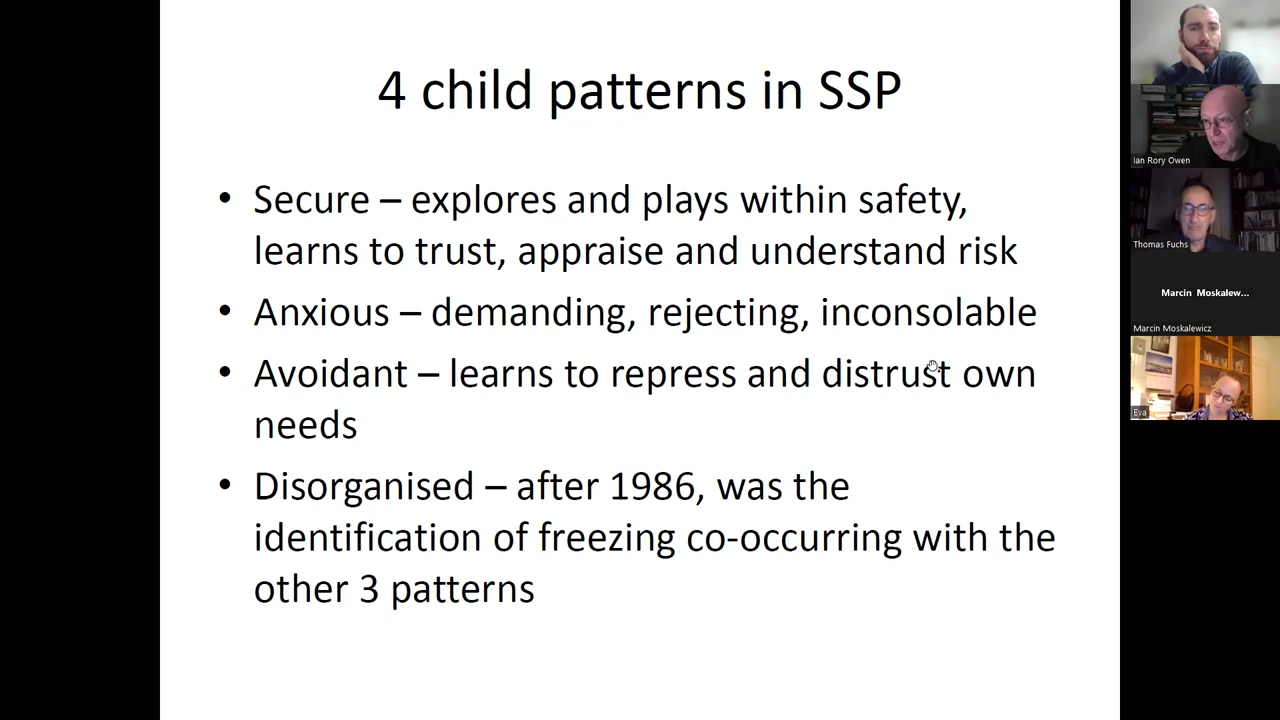 4 child patterns in SSP
• Secure – explores and plays within safety,
learns to trust, appraise and understand risk
• Anxious – demanding, rejecting, inconsolable
• Avoidant – learns to repress and distrust own
needs
• Disorganised – after 1986, was the
identification of freezing co-occurring with the
other 3 patterns
Ian Rory Owen
Thomas Fuchs
Marcin Moskalew...
Marcin Moskalewicz
Eva